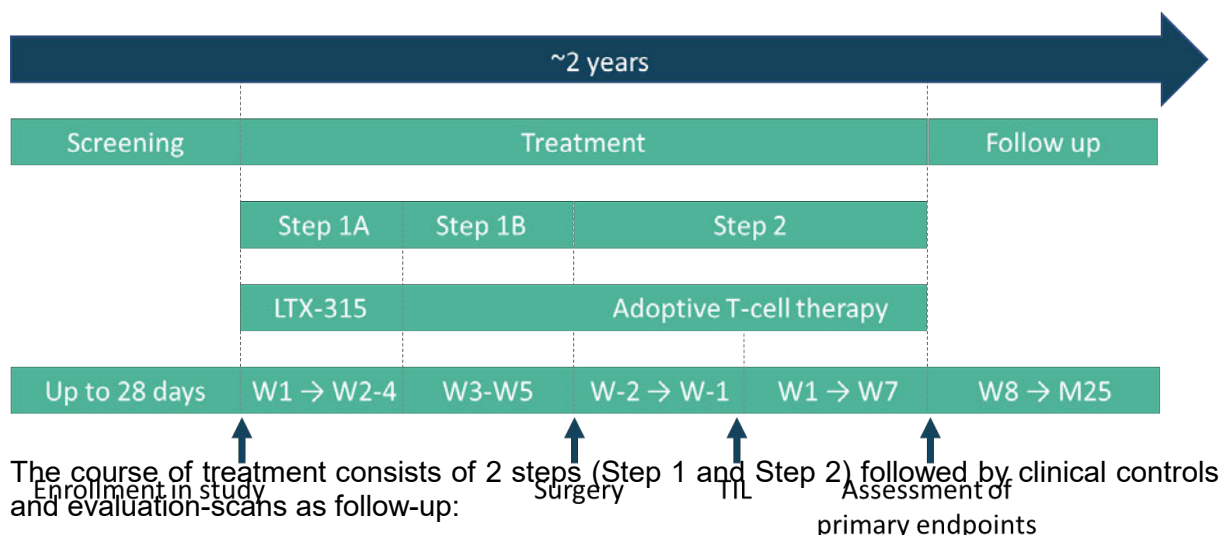 ~2 years
Screening Treatment Follow up
Step 1A Step 1B Step 2
LTX-315 Adoptive T-cell therapy
Up to 28 days W1 → W2-4 W3-W5 W-2 → W-1 W1 → W7 W8 → M25
The course of treatment consists of 2 steps (Step 1 and Step 2) followed by clinical controls
Enrollment in study Surgery TIL Assessment of
and evaluation-scans as follow-up:
primary endpoints